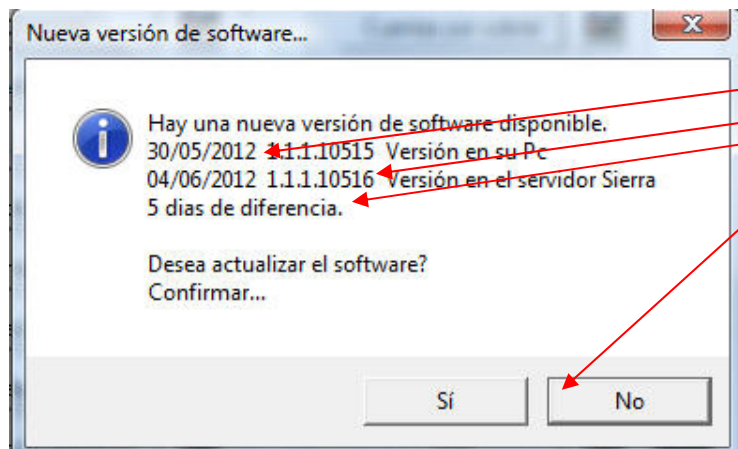 Nueva versión de software...
Hay una nueva versión de software disponible.
30/05/2012 1.1.1.10515 Versión en su Pc
04/06/2012 1.1.1.10516 Versión en el servidor Sierra
5 dias de diferencia.
Desea actualizar el software?
Confirmar...
Sí
No